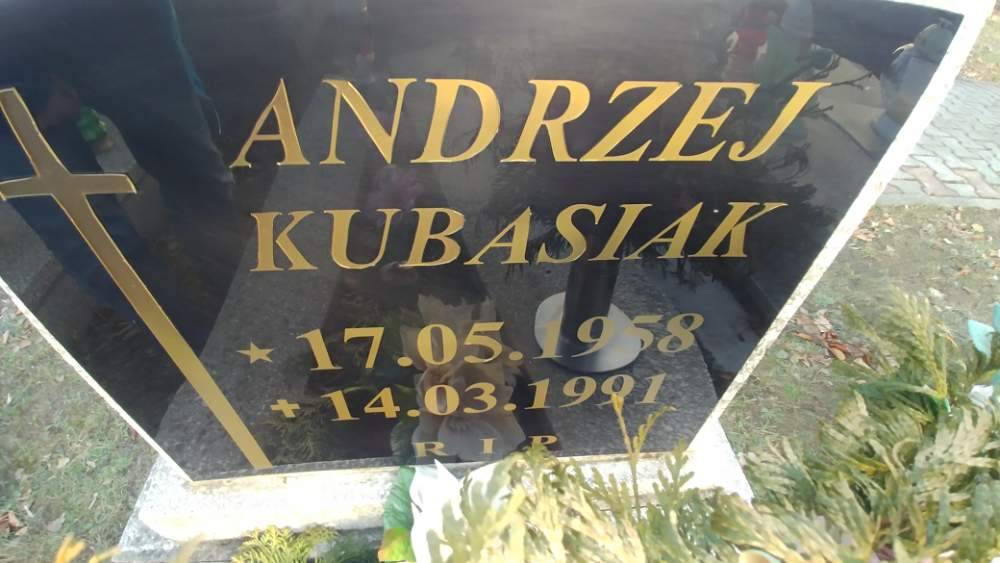 ANDRZEJ
KUBASIAK
★ 17.05.1958
+ 14.03.1991
R I P